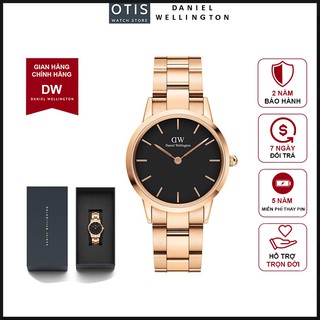 OTIS
WATCH STORE
DANIEL
WELLINGTON
GIAN HÀNG
CHÍNH HÃNG
DW
DANIEL WELLINGTON
DW
Daniel Wellington
2 NĂM
BẢO HÀNH
7 NGÀY
ĐỔI TRẢ
5 NĂM
MIỄN PHÍ THAY PIN
HỖ TRỢ
TRỌN ĐỜI